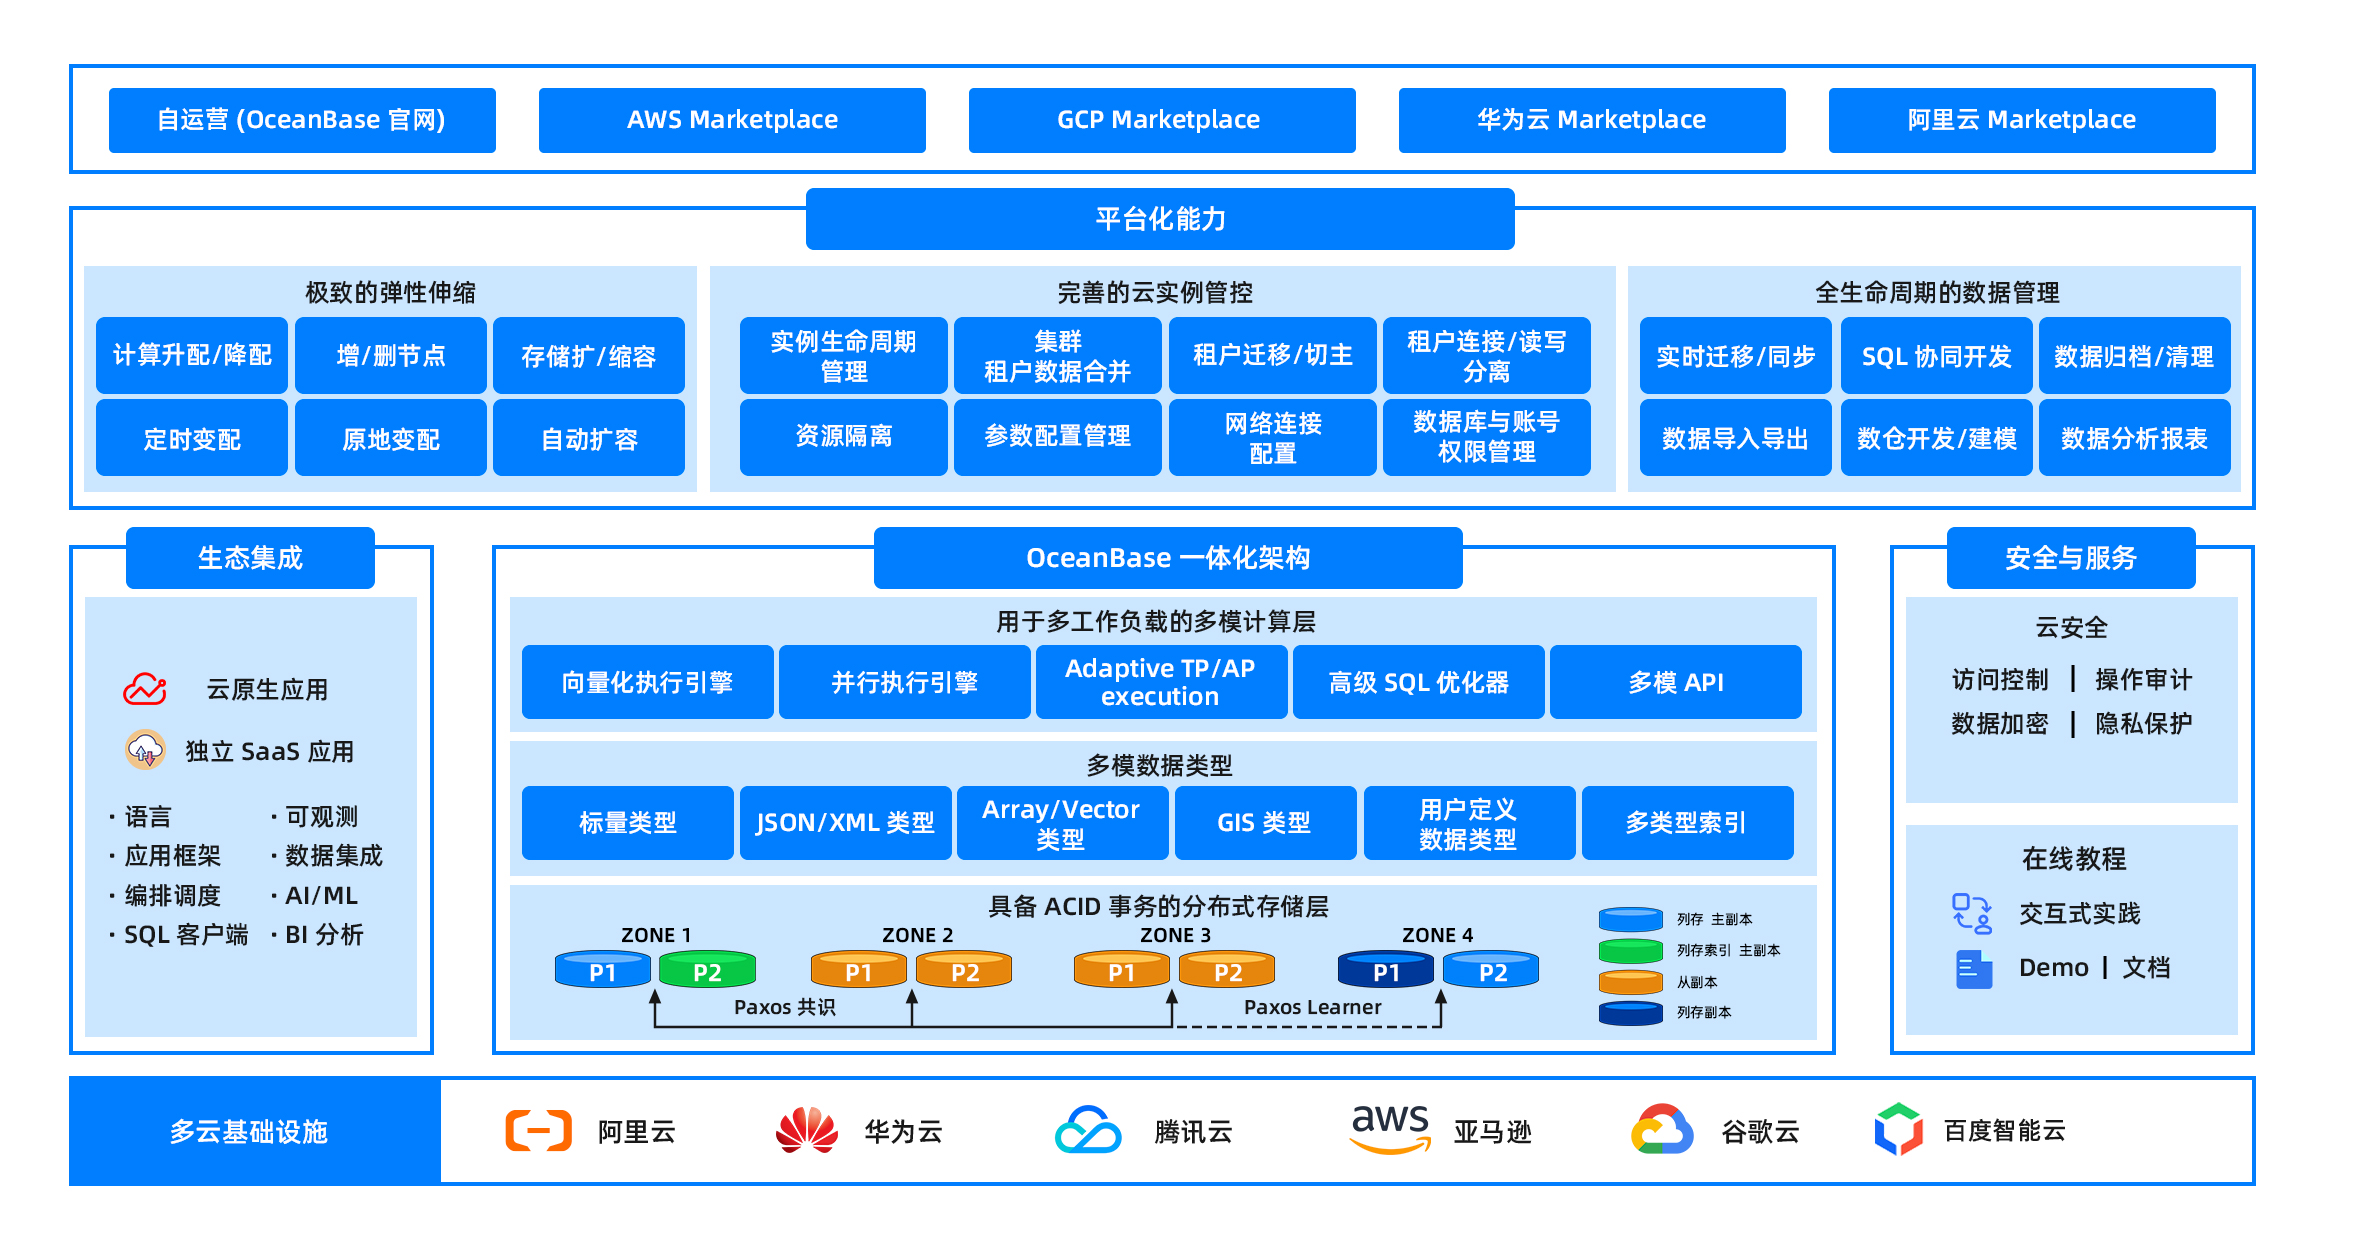 自运营 (OceanBase 官网)
AWS Marketplace
GCP Marketplace
华为云 Marketplace
阿里云 Marketplace
平台化能力
极致的弹性伸缩
计算升配/降配
增/删节点
存储扩/缩容
定时变配
原地变配
自动扩容
完善的云实例管控
实例生命周期
管理
集群
租户数据合并
租户迁移/切主
租户连接/读写
分离
资源隔离
参数配置管理
网络连接
配置
数据库与账号
权限管理
全生命周期的数据管理
实时迁移/同步
SQL 协同开发
数据归档/清理
数据导入导出
数仓开发/建模
数据分析报表
生态集成
云原生应用
独立 SaaS 应用
· 语言
· 可观测
· 应用框架
· 数据集成
· 编排调度
· AI/ML
· SQL 客户端
· BI 分析
OceanBase 一体化架构
用于多工作负载的多模计算层
向量化执行引擎
并行执行引擎
Adaptive TP/AP
execution
高级 SQL 优化器
多模 API
多模数据类型
标量类型
JSON/XML 类型
Array/Vector
类型
GIS 类型
用户定义
数据类型
多类型索引
具备 ACID 事务的分布式存储层
ZONE 1
ZONE 2
ZONE 3
ZONE 4
P1
P2
P1
P2
P1
P2
P1
P2
Paxos 共识
Paxos Learner
列存 主副本
列存索引 主副本
从副本
列存副本
安全与服务
云安全
访问控制 | 操作审计
数据加密 | 隐私保护
在线教程
交互式实践
Demo | 文档
多云基础设施
阿里云
华为云
腾讯云
aws 亚马逊
谷歌云
百度智能云